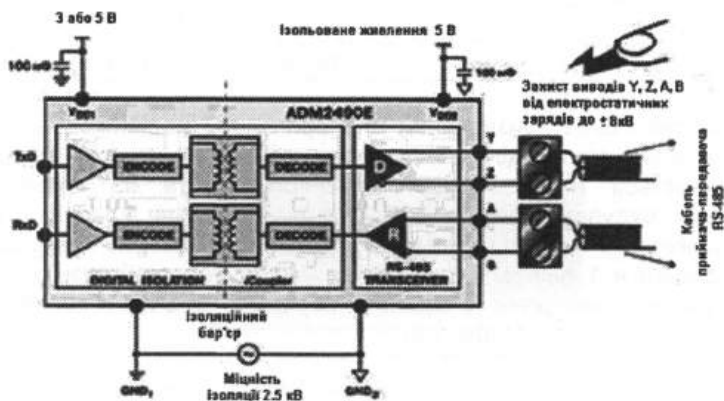 3 або 5 В
Ізольоване живлення 5 В
100 нФ
100 нФ
Захист виводів Y, Z, A, B
від електростатичних
зарядів до ±8кВ
VDD1
ADM2490E
VDD2
TxD
ENCODE
DECODE
D
Y
Z
RxD
ENCODE
DECODE
R
A
B
DIGITAL ISOLATION
iCoupler
RS-485
TRANSCEIVER
Кабель
прийнача-передавача
RS-485
Ізоляційний
бар'єр
GND1
Міцність
ізоляції 2,5 кВ
GND2